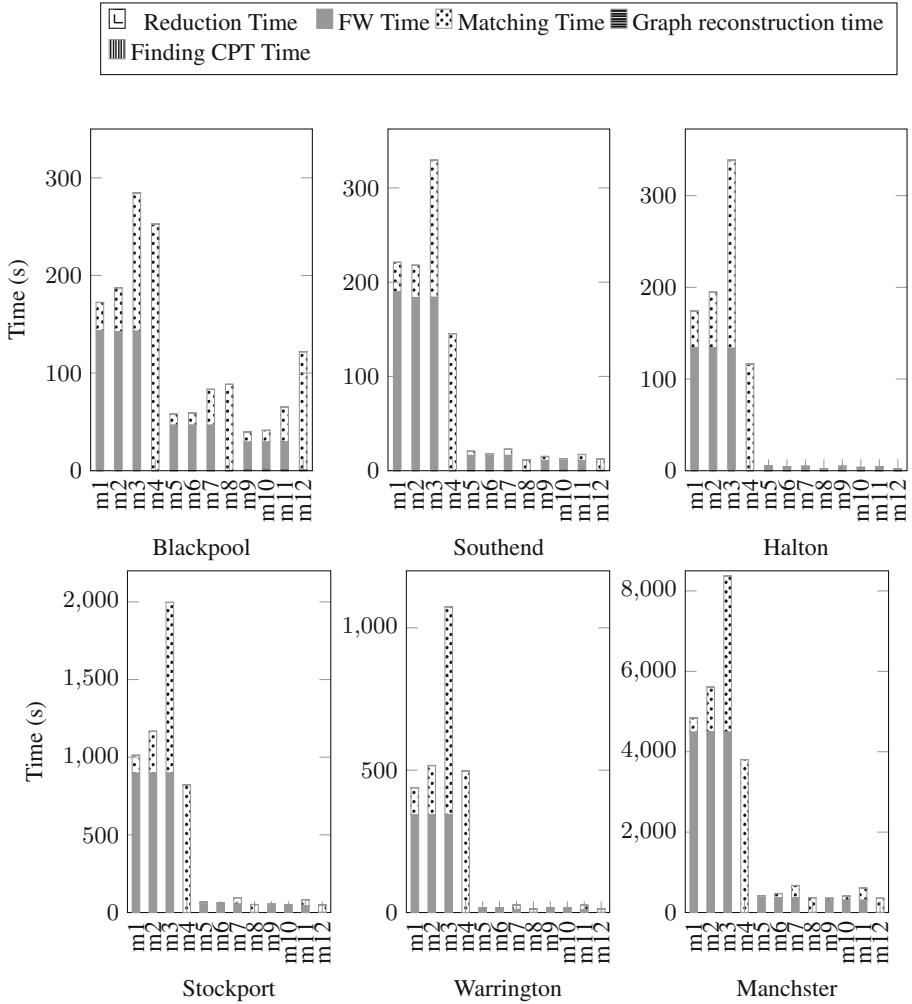 Reduction Time FW Time Matching Time Graph reconstruction time
Finding CPT Time
Time (s)
300
200
100
0
m1 m2 m3 m4 m5 m6 m7 m8 m9 m10 m11 m12
Blackpool
300
200
100
0
m1 m2 m3 m4 m5 m6 m7 m8 m9 m10 m11 m12
Southend
300
200
100
0
m1 m2 m3 m4 m5 m6 m7 m8 m9 m10 m11 m12
Halton
Time (s)
2,000
1,500
1,000
500
0
m1 m2 m3 m4 m5 m6 m7 m8 m9 m10 m11 m12
Stockport
1,000
500
0
m1 m2 m3 m4 m5 m6 m7 m8 m9 m10 m11 m12
Warrington
8,000
6,000
4,000
2,000
0
m1 m2 m3 m4 m5 m6 m7 m8 m9 m10 m11 m12
Manchster